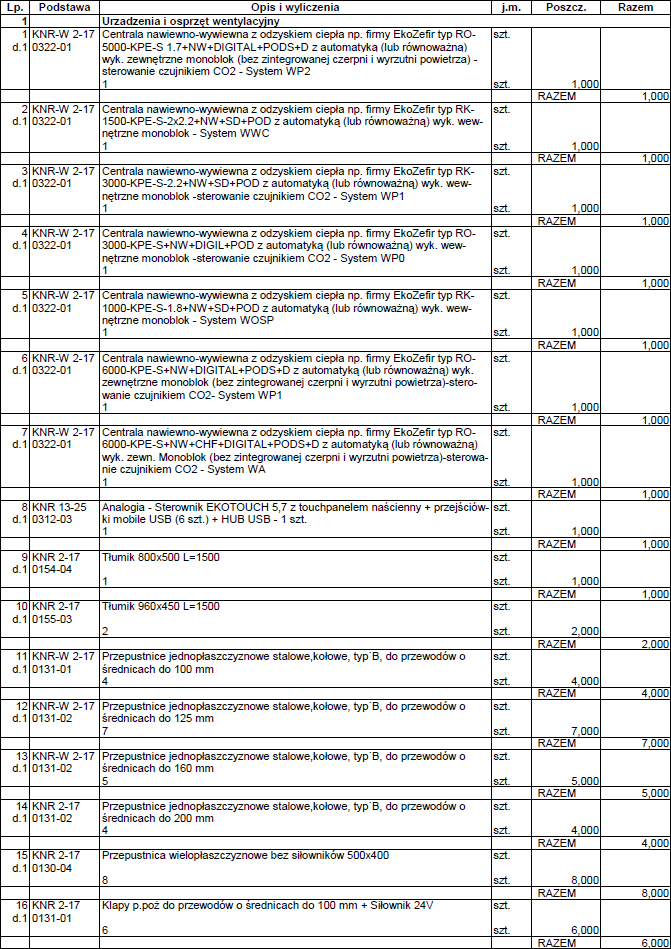 Lp. Podstawa Opis i wyliczenia j.m. Poszcz. Razem
1 Urzadzenia i osprzęt wentylacyjny
1 KNR-W 2-17 Centrala nawiewno-wywiewna z odzyskiem ciepła np. firmy EkoZefir typ RO- szt.
d.1 0322-01 5000-KPE-S 1.7+NW+DIGITAL+PODS+D z automatyką (lub równoważną)
wyk. zewnętrzne monoblok (bez zintegrowanej czerpni i wyrzutni powietrza) -
sterowanie czujnikiem CO2 - System WP2
1 szt. 1,000
RAZEM 1,000
2 KNR-W 2-17 Centrala nawiewno-wywiewna z odzyskiem ciepła np. firmy EkoZefir typ RK- szt.
d.1 0322-01 1500-KPE-S-2x2.2+NW+SD+POD z automatyką (lub równoważną) wyk. wew-
nętrzne monoblok - System WWC
1 szt. 1,000
RAZEM 1,000
3 KNR-W 2-17 Centrala nawiewno-wywiewna z odzyskiem ciepła np. firmy EkoZefir typ RK- szt.
d.1 0322-01 3000-KPE-S-2.2+NW+SD+POD z automatyką (lub równoważną) wyk. wew-
nętrzne monoblok -sterowanie czujnikiem CO2 - System WP1
1 szt. 1,000
RAZEM 1,000
4 KNR-W 2-17 Centrala nawiewno-wywiewna z odzyskiem ciepła np. firmy EkoZefir typ RO- szt.
d.1 0322-01 3000-KPE-S+NW+DIGIL+POD z automatyką (lub równoważną) wyk. wew-
nętrzne monoblok -sterowanie czujnikiem CO2 - System WP0
1 szt. 1,000
RAZEM 1,000
5 KNR-W 2-17 Centrala nawiewno-wywiewna z odzyskiem ciepła np. firmy EkoZefir typ RK- szt.
d.1 0322-01 1000-KPE-S-1.8+NW+SD+POD z automatyką (lub równoważną) wyk. wew-
nętrzne monoblok - System WOSP
1 szt. 1,000
RAZEM 1,000
6 KNR-W 2-17 Centrala nawiewno-wywiewna z odzyskiem ciepła np. firmy EkoZefir typ RO- szt.
d.1 0322-01 6000-KPE-S+NW+DIGITAL+PODS+D z automatyką (lub równoważną) wyk.
zewnętrzne monoblok (bez zintegrowanej czerpni i wyrzutni powietrza)-stero-
wanie czujnikiem CO2- System WP1
1 szt. 1,000
RAZEM 1,000
7 KNR-W 2-17 Centrala nawiewno-wywiewna z odzyskiem ciepła np. firmy EkoZefir typ RO- szt.
d.1 0322-01 6000-KPE-S+NW+CHF+DIGITAL+PODS+D z automatyką (lub równoważną)
wyk. zewn. Monoblok (bez zintegrowanej czerpni i wyrzutni powietrza)-sterowa-
nie czujnikiem CO2 - System WA
1 szt. 1,000
RAZEM 1,000
8 KNR 13-25 Analogia - Sterownik EKOTOUCH 5,7 z touchpanelem naścienny + przejściów- szt.
d.1 0312-03 ki mobile USB (6 szt.) + HUB USB - 1 szt.
1 szt. 1,000
RAZEM 1,000
9 KNR 2-17 Tłumik 800x500 L=1500 szt.
d.1 0154-04
1 szt. 1,000
RAZEM 1,000
10 KNR 2-17 Tłumik 960x450 L=1500 szt.
d.1 0155-03
2 szt. 2,000
RAZEM 2,000
11 KNR-W 2-17 Przepustnice jednopłaszczyznowe stalowe,kołowe, typ˙B, do przewodów o szt.
d.1 0131-01 średnicach do 100 mm
4 szt. 4,000
RAZEM 4,000
12 KNR-W 2-17 Przepustnice jednopłaszczyznowe stalowe,kołowe, typ˙B, do przewodów o szt.
d.1 0131-02 średnicach do 125 mm
7 szt. 7,000
RAZEM 7,000
13 KNR-W 2-17 Przepustnice jednopłaszczyznowe stalowe,kołowe, typ˙B, do przewodów o szt.
d.1 0131-02 średnicach do 160 mm
5 szt. 5,000
RAZEM 5,000
14 KNR 2-17 Przepustnice jednopłaszczyznowe stalowe,kołowe, typ˙B, do przewodów o szt.
d.1 0131-02 średnicach do 200 mm
4 szt. 4,000
RAZEM 4,000
15 KNR 2-17 Przepustnica wielopłaszczyznowe bez siłowników 500x400 szt.
d.1 0130-04
8 szt. 8,000
RAZEM 8,000
16 KNR 2-17 Klapy p.poż do przewodów o średnicach do 100 mm + Siłownik 24V szt.
d.1 0131-01
6 szt. 6,000
RAZEM 6,000